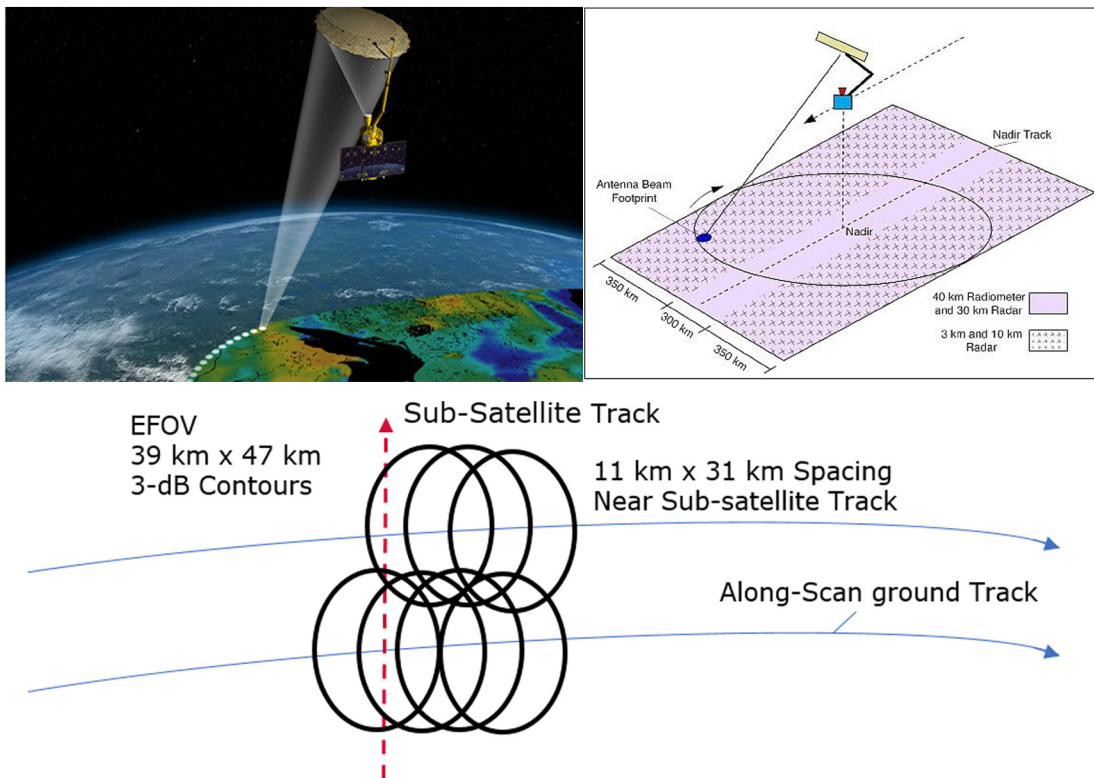 Nadir Track
Antenna Beam
Footprint
Nadir
350 km
300 km
350 km
40 km Radiometer
and 30 km Radar
3 km and 10 km
Radar
EFOV
39 km x 47 km
3-dB Contours
Sub-Satellite Track
11 km x 31 km Spacing
Near Sub-satellite Track
Along-Scan ground Track